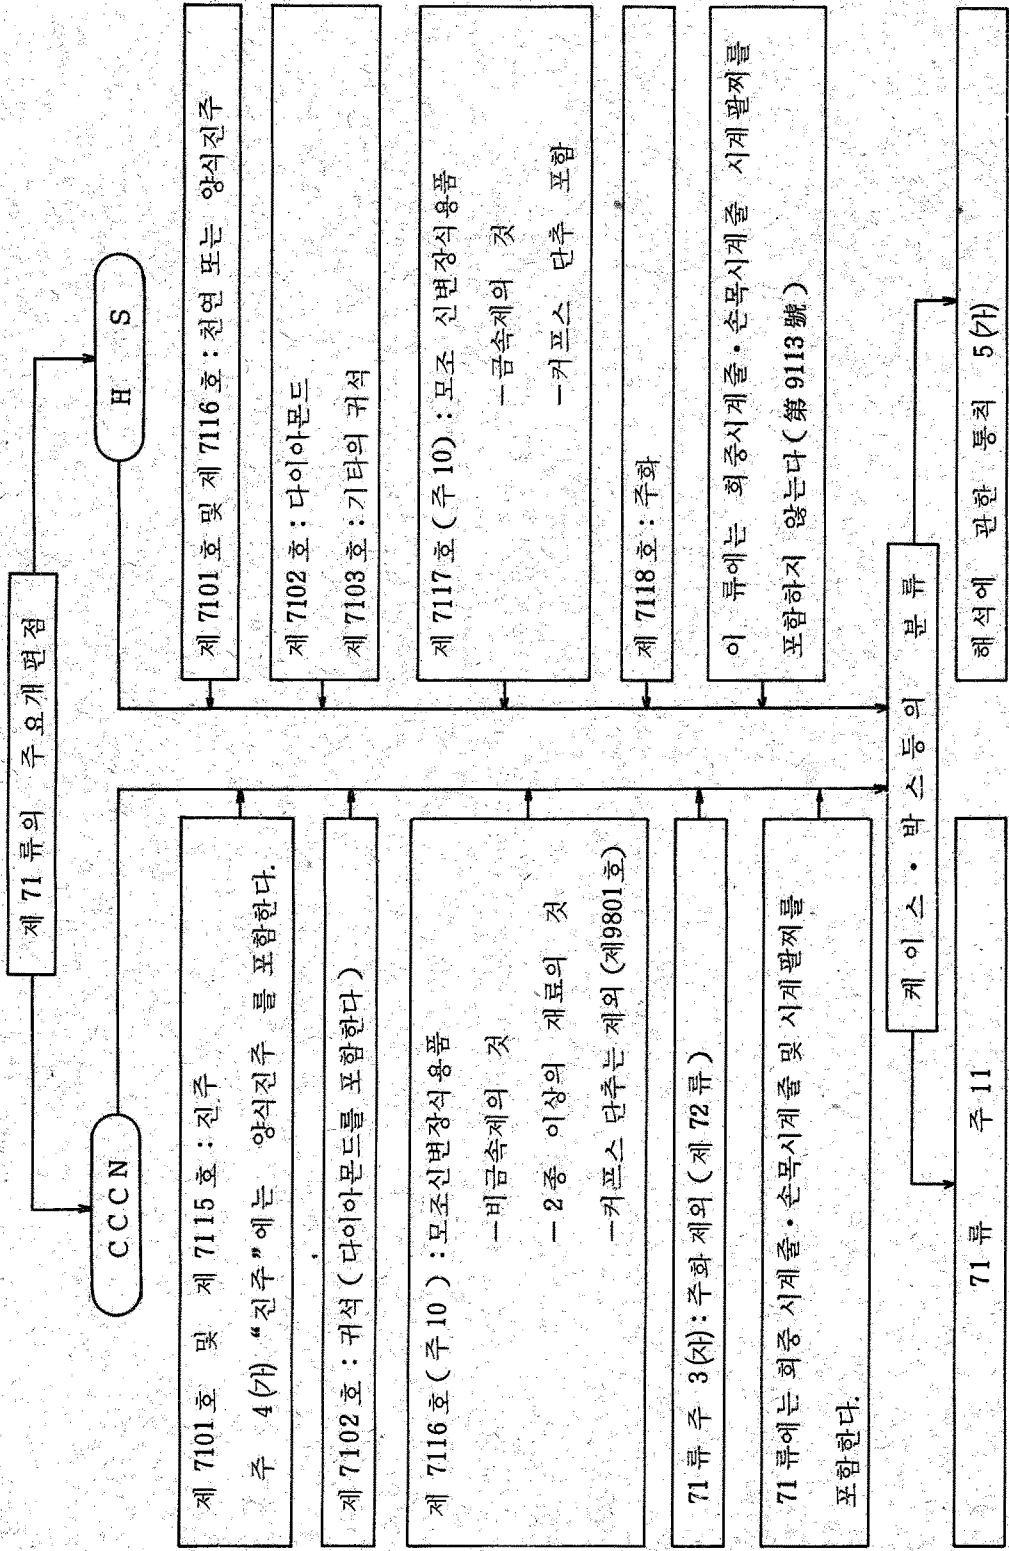 제 71 류의 주요개편점
C C C N
제 7101호 및 제 7115 호 : 진주
주 4 (가) “진주”에는 양식진주 를 포함한다.
제 7102 호 : 귀석 ( 다이아몬드를 포함한다 )
제 7116 호 ( 주 10 ) : 모조신변장식용품
－비금속제의 것
－2종 이상의 재료의 것
－커프스 단추는 제외 (제9801호)
71 류 주 3(자) : 주화 제외 ( 제 72 류 )
71 류에는 회중 시계줄・손목시계줄 및 시계팔찌를
포함한다.
H S
제 7101 호 및 제 7116 호 : 천연 또는 양식진주
제 7102 호 : 다이아몬드
제 7103 호 : 기타의 귀석
제 7117 호 ( 주 10) : 모조 신변장식용품
－금속제의 것
－커프스 단추 포함
제 7118 호 : 주화
이 류에는 회중시계줄・손목시계줄 시계팔찌를
포함하지 않는다 ( 第 9113 號 )
케 이 스 ・ 박 스 등 의 분 류
71 류 주 11
해석에 관한 통칙 5 (가)